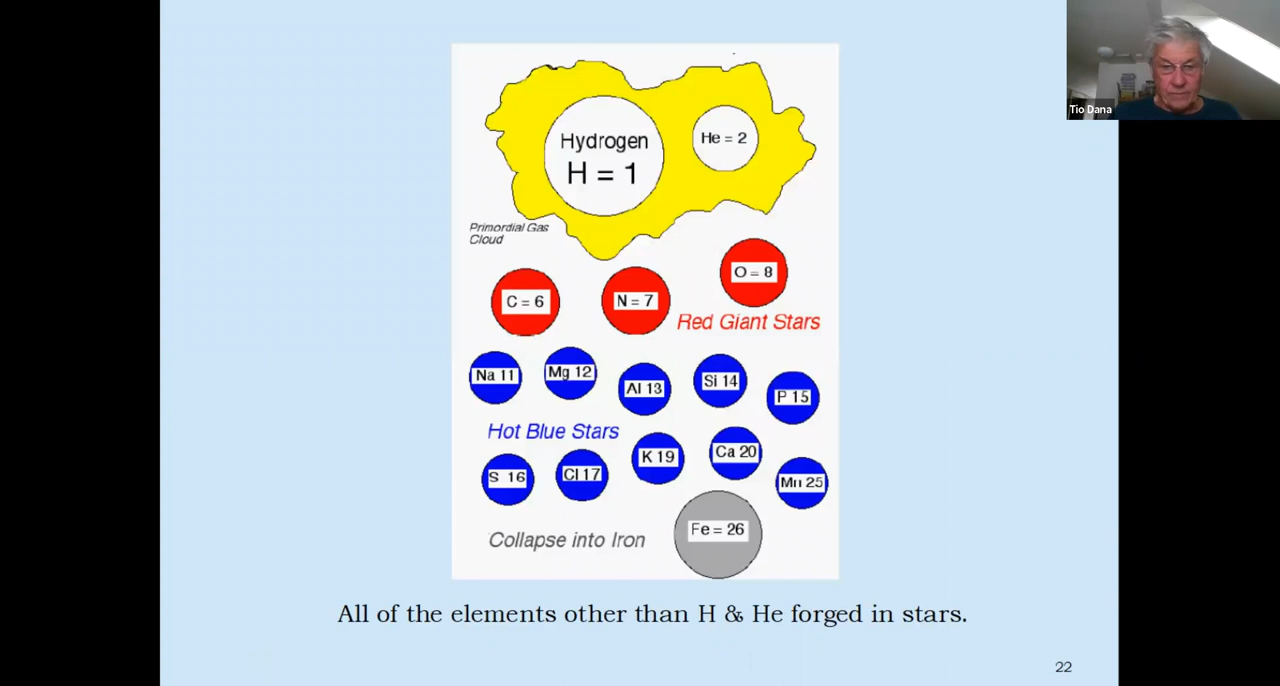 Tio Dana
Hydrogen
H = 1
He = 2
Primordial Gas
Cloud
O = 8
C = 6
N = 7
Red Giant Stars
Na 11
Mg 12
Al 13
Si 14
P 15
Hot Blue Stars
K 19
Ca 20
S 16
Cl 17
Mn 25
Fe = 26
Collapse into Iron
All of the elements other than H & He forged in stars.
22